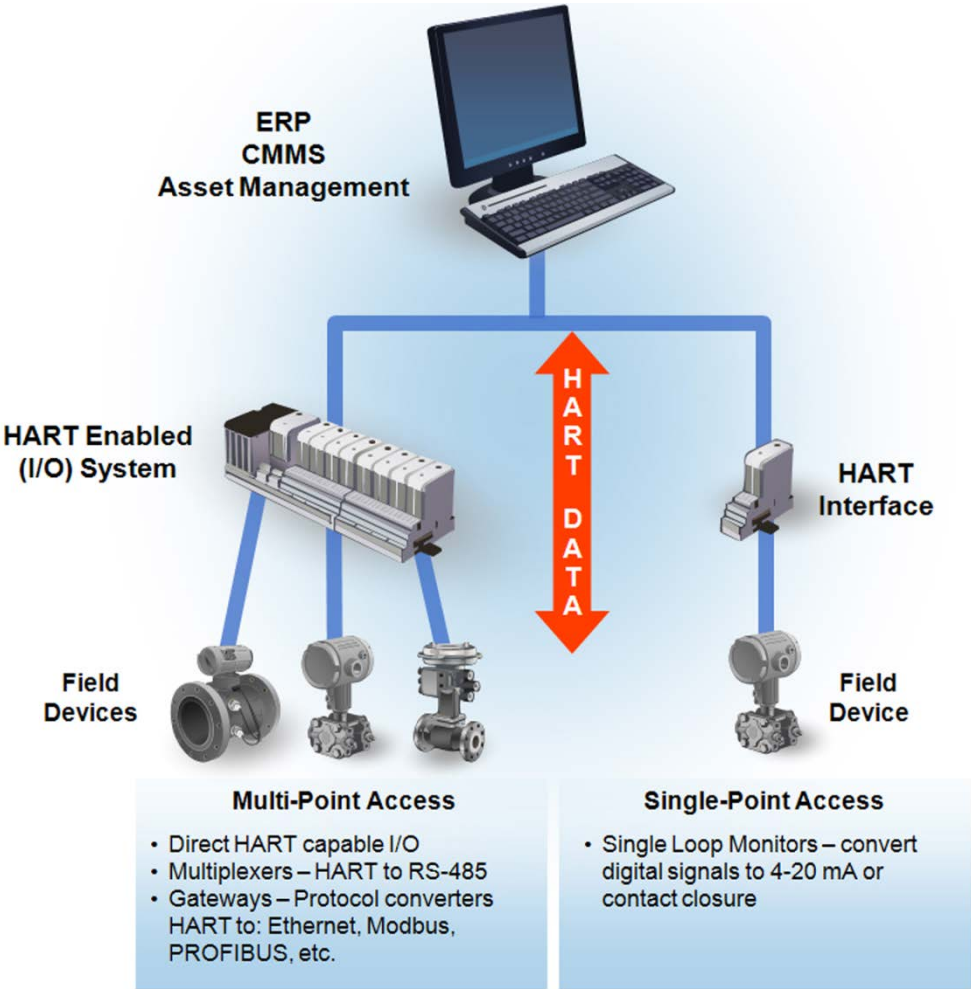 ERP
CMMS
Asset Management
HART DATA
HART Enabled
(I/O) System
HART
Interface
Field
Devices
Field
Device
Multi-Point Access
• Direct HART capable I/O
• Multiplexers – HART to RS-485
• Gateways – Protocol converters
HART to: Ethernet, Modbus,
PROFIBUS, etc.
Single-Point Access
• Single Loop Monitors – convert
digital signals to 4-20 mA or
contact closure